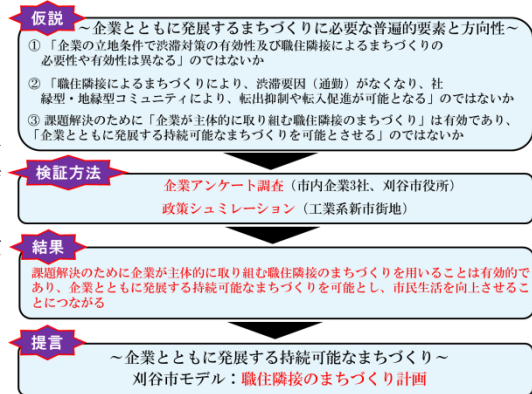 仮説
～企業とともに発展するまちづくりに必要な普遍的要素と方向性～
① 「企業の立地条件で渋滞対策の有効性及び職住隣接によるまちづくりの
必要性や有効性は異なる」のではないか
② 「職住隣接によるまちづくりにより、渋滞要因（通勤）がなくなり、社
縁型・地縁型コミュニティにより、転出抑制や転入促進が可能となる」のではないか
③ 課題解決のために「企業が主体的に取り組む職住隣接のまちづくり」は有効であり、
「企業とともに発展する持続可能なまちづくりを可能とさせる」のではないか
検証方法
企業アンケート調査（市内企業3社、刈谷市役所）
政策シュミレーション（工業系新市街地）
結果
課題解決のために企業が主体的に取り組む職住隣接のまちづくりを用いることは有効的で
あり、企業とともに発展する持続可能なまちづくりを可能とし、市民生活を向上させるこ
とにつながる
提言
～企業とともに発展する持続可能なまちづくり～
刈谷市モデル：職住隣接のまちづくり計画